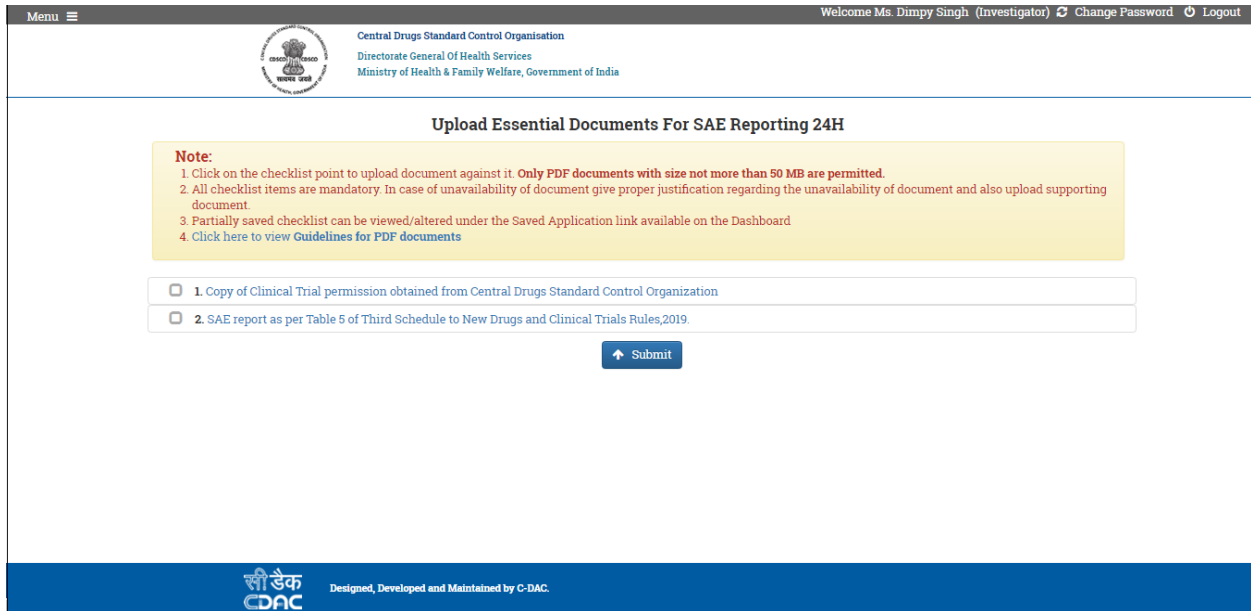 Menu
Welcome Ms. Dimpy Singh (Investigator) Change Password Logout
CDSCO CDSCO
सत्यमेव जयते
Central Drugs Standard Control Organisation
Directorate General Of Health Services
Ministry of Health & Family Welfare, Government of India
Upload Essential Documents For SAE Reporting 24H
Note:
1. Click on the checklist point to upload document against it. Only PDF documents with size not more than 50 MB are permitted.
2. All checklist items are mandatory. In case of unavailability of document give proper justification regarding the unavailability of document and also upload supporting
document.
3. Partially saved checklist can be viewed/altered under the Saved Application link available on the Dashboard
4. Click here to view Guidelines for PDF documents
1. Copy of Clinical Trial permission obtained from Central Drugs Standard Control Organization
2. SAE report as per Table 5 of Third Schedule to New Drugs and Clinical Trials Rules,2019.
Submit
सी डैक
CDAC
Designed, Developed and Maintained by C-DAC.